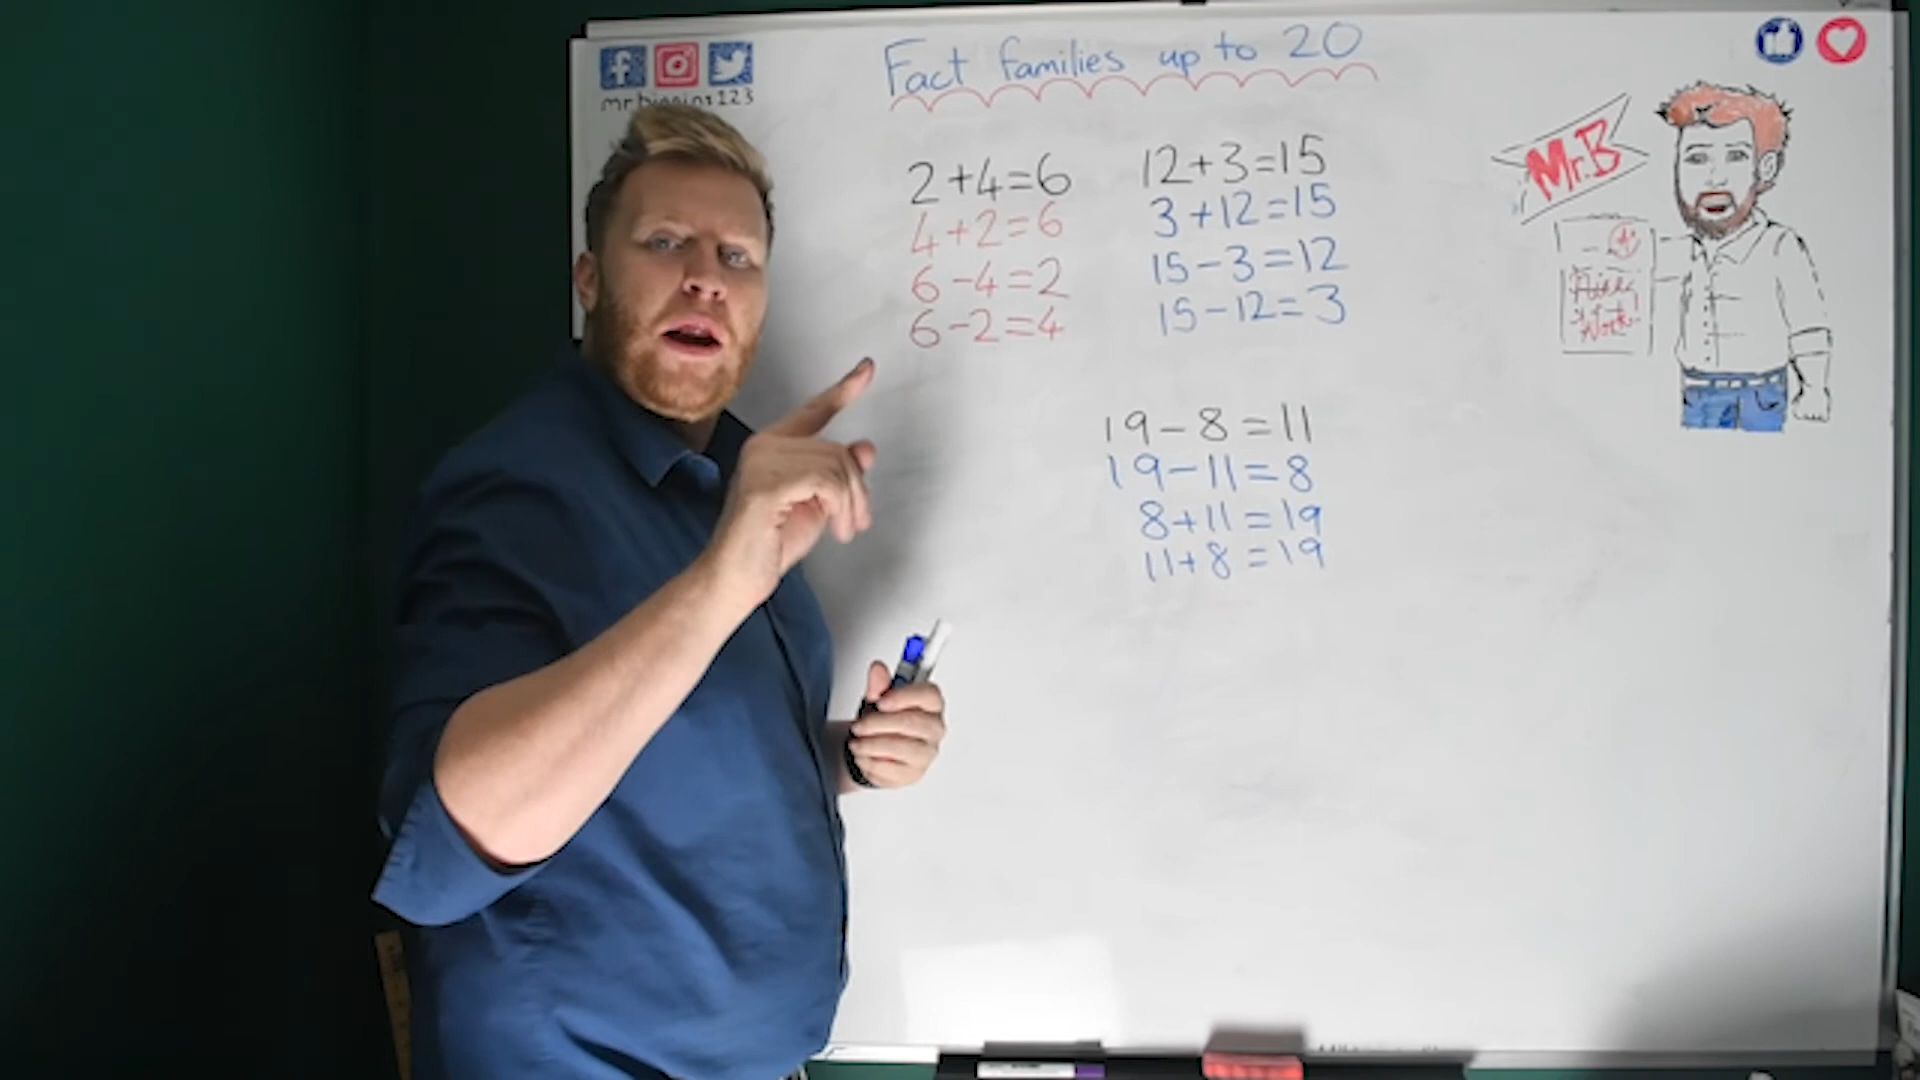 mrbiggins123
Fact families up to 20
2+4=6
4+2=6
6-4=2
6-2=4
12+3=15
3+12=15
15-3=12
15-12=3
19-8=11
19-11=8
8+11=19
11+8=19
Mr.B
A+
Work